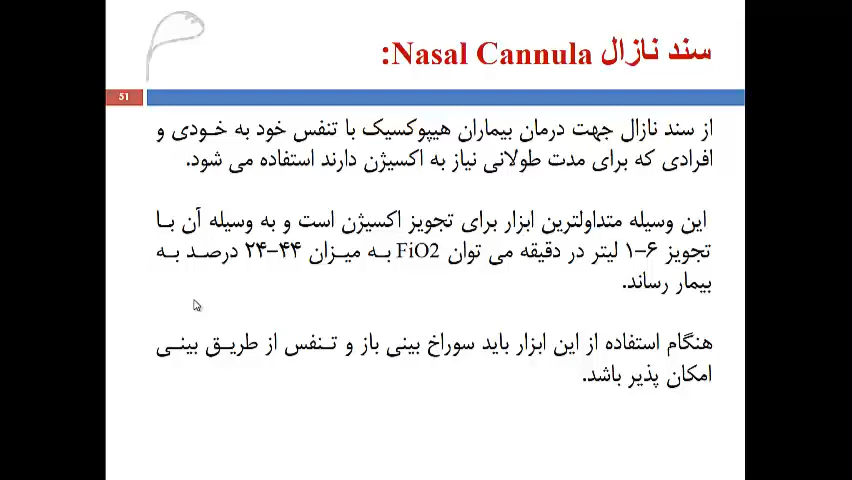 سند نازال Nasal Cannula:
51
از سند نازال جهت درمان بیماران هیپوکسیک با تنفس خود به خودی و
افرادی که برای مدت طولانی نیاز به اکسیژن دارند استفاده می شود.
این وسیله متداولترین ابزار برای تجویز اکسیژن است و به وسیله آن با
تجویز ۶-۱ لیتر در دقیقه می توان FiO2 به میزان ۴۴-۲۴ درصد به
بیمار رساند.
هنگام استفاده از این ابزار باید سوراخ بینی باز و تنفس از طریق بینی
امکان پذیر باشد.